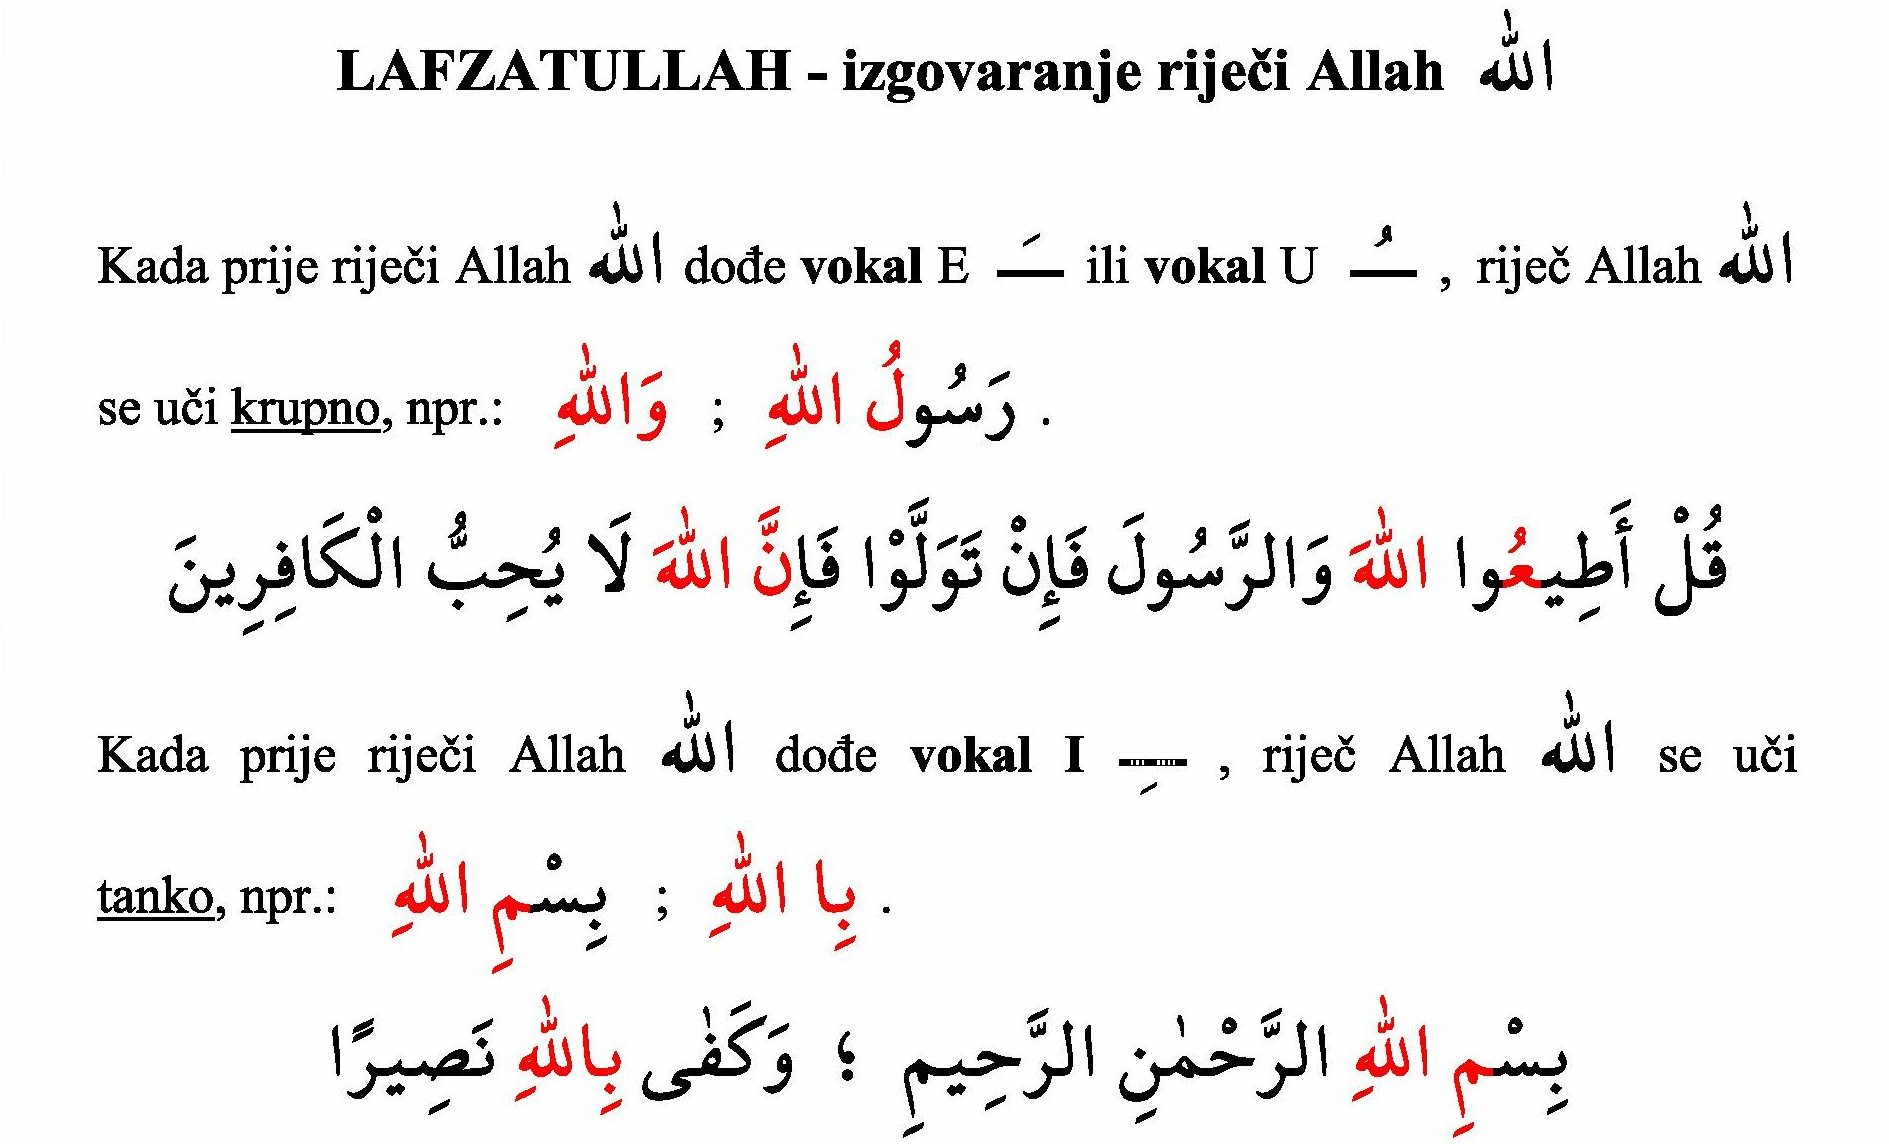 LAFZATULLAH - izgovaranje riječi Allah الله
Kada prije riječi Allah الله dođe vokal E ـَـ ili vokal U ـُـ , riječ Allah الله
se uči krupno, npr.: وَاللهِ ; رَسُولُ اللهِ .
قُلْ أَطِيعُوا اللهَ وَالرَّسُولَ فَإِنْ تَوَلَّوْا فَإِنَّ اللهَ لَا يُحِبُّ الْكَافِرِينَ
Kada prije riječi Allah الله dođe vokal I ـِـ , riječ Allah الله se uči
tanko, npr.: بِسْمِ اللهِ ; بِا اللهِ .
بِسْمِ اللهِ الرَّحْمٰنِ الرَّحِيمِ ؛ وَكَفٰى بِاللهِ نَصِيرًا